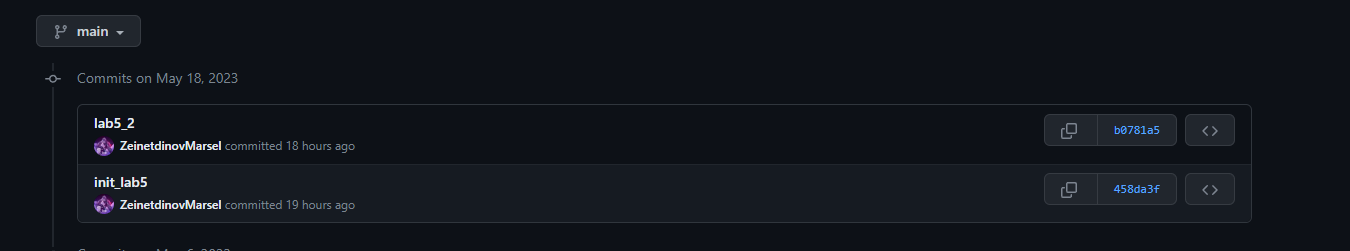 main
Commits on May 18, 2023
lab5_2
ZeinetdinovMarsel committed 18 hours ago
b0781a5
init_lab5
ZeinetdinovMarsel committed 19 hours ago
458da3f